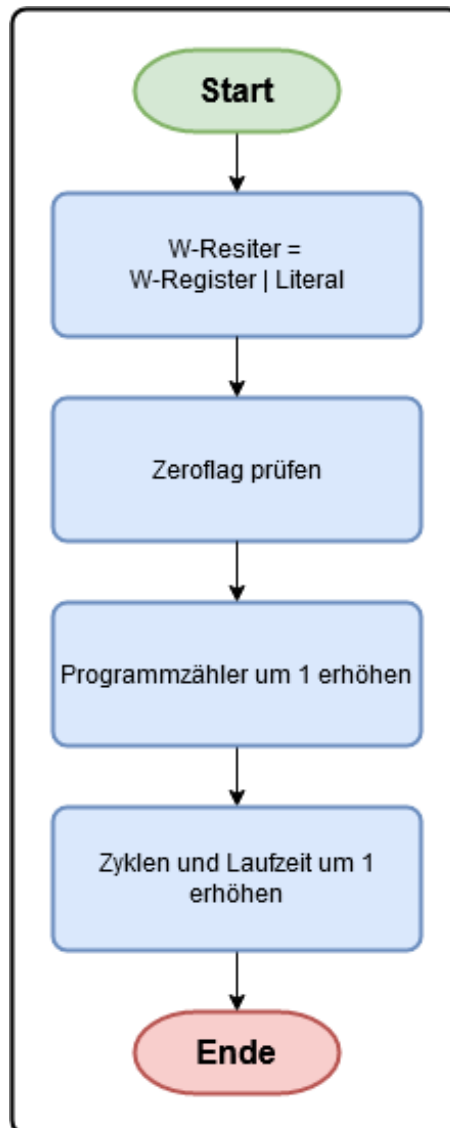 Start
W-Resiter =
W-Register | Literal
Zeroflag prüfen
Programmzähler um 1 erhöhen
Zyklen und Laufzeit um 1
erhöhen
Ende